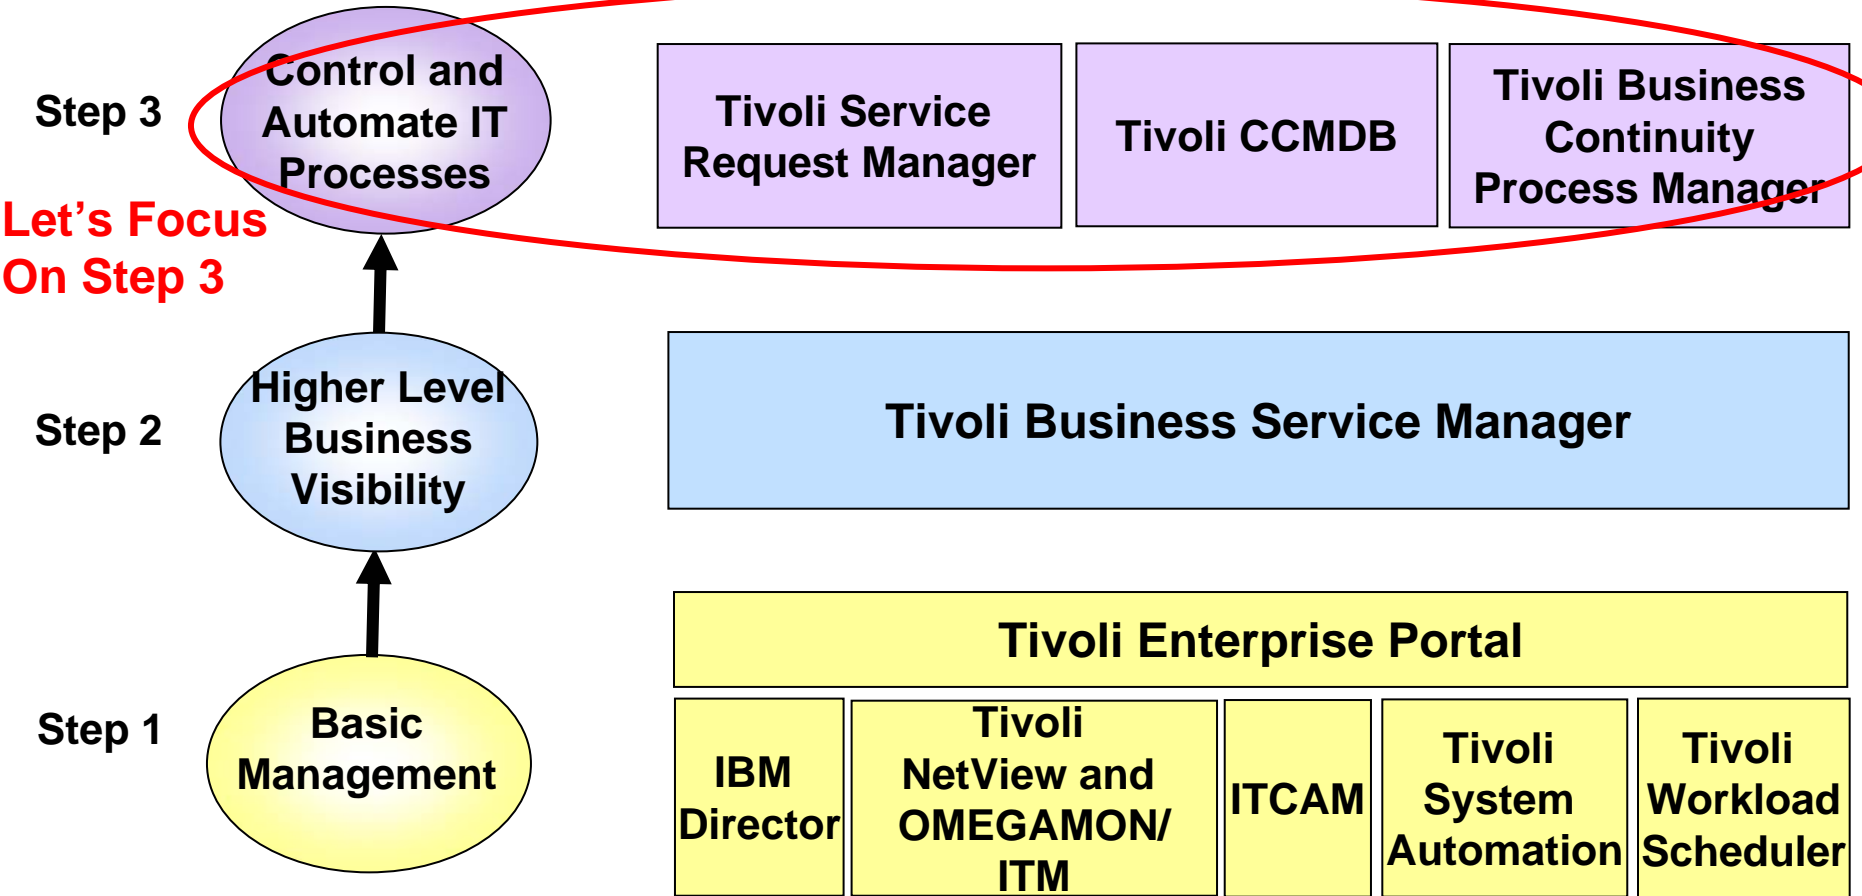 Step 3
Control and
Automate IT
Processes
Tivoli Service
Request Manager
Tivoli CCMDB
Tivoli Business
Continuity
Process Manager
Let’s Focus
On Step 3
Step 2
Higher Level
Business
Visibility
Tivoli Business Service Manager
Step 1
Basic
Management
Tivoli Enterprise Portal
IBM
Director
Tivoli
NetView and
OMEGAMON/
ITM
ITCAM
Tivoli
System
Automation
Tivoli
Workload
Scheduler